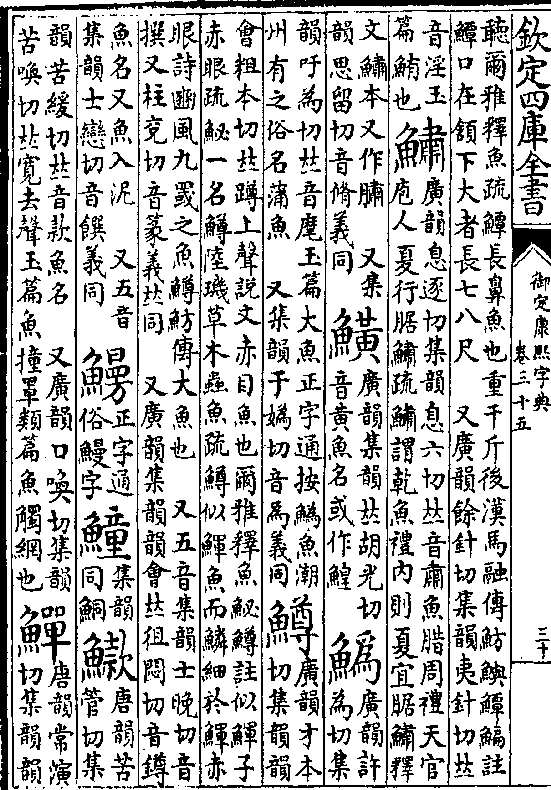 欽定四庫全書
御定康熙字典
卷三十五
三十
聽爾雅釋魚疏鱏長鼻魚也重千斤後漢馬融傳魴鱮鱏鯿註
鱏口在頷下大者長七八尺　又廣韻餘針切集韻夷針切𠀤
音淫玉
篇鮪也
鱐
廣韻息逐切集韻息六切𠀤音肅魚腊周禮天官
庖人夏行腒鱐疏鱐謂乾魚禮內則夏宜腒鱐釋
文鱐本又作䐹　又集
韻思留切音脩義同
鱑
廣韻集韻𠀤胡光切
音黃魚名或作鰉
𩻟
廣韻許
為切集
韻吁為切𠀤音麾玉篇大魚正字通按𩻟魚潮
州有之俗名蒲魚　又集韻于嬀切音為義同
鱒
廣韻才本
切集韻韻
會粗本切𠀤蹲上聲說文赤目魚也爾雅釋魚鮅鱒註似鯶子
赤眼疏鮅一名鱒陸璣草木蟲魚疏鱒似鯶魚而鱗細於鯶赤
眼詩豳風九罭之魚鱒魴傳大魚也　又五音集韻士晚切音
撰又柱兗切音篆義𠀤同　又廣韻集韻韻會𠀤徂悶切音鐏
魚名又魚入泥　又五音
集韻士戀切音饌義同
正字通
俗鰻字
集韻
同鮦
唐韻苦
管切集
韻苦緩切𠀤音款魚名　又廣韻口喚切集韻
苦喚切𠀤寬去聲玉篇魚撞罩類篇魚觸網也
鱓
唐韻常演
切集韻韻